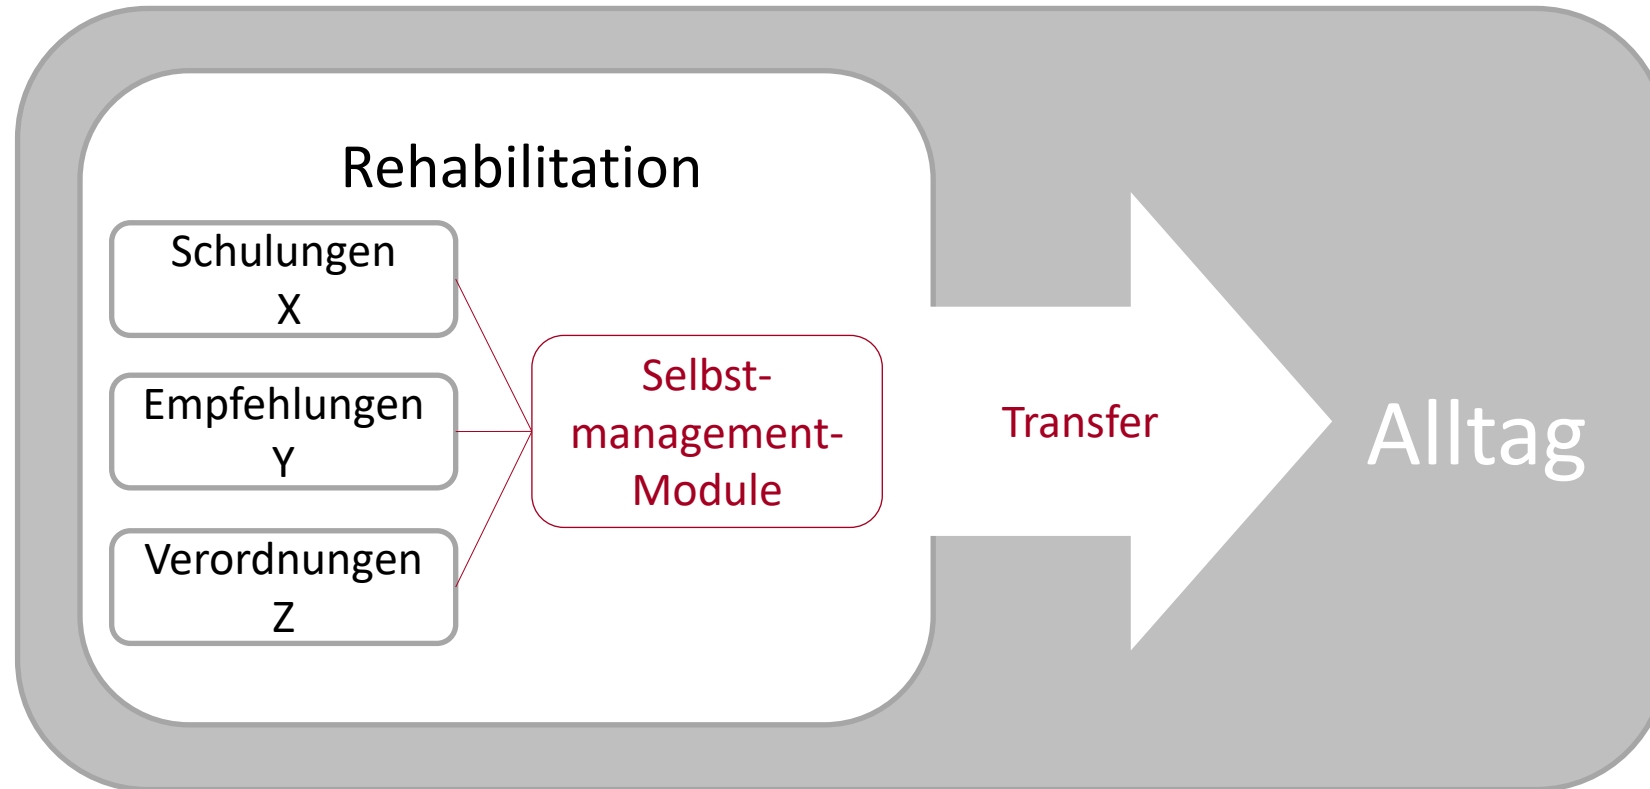 Rehabilitation
Schulungen
X
Empfehlungen
Y
Verordnungen
Z
Selbst-
management-
Module
Transfer
Alltag